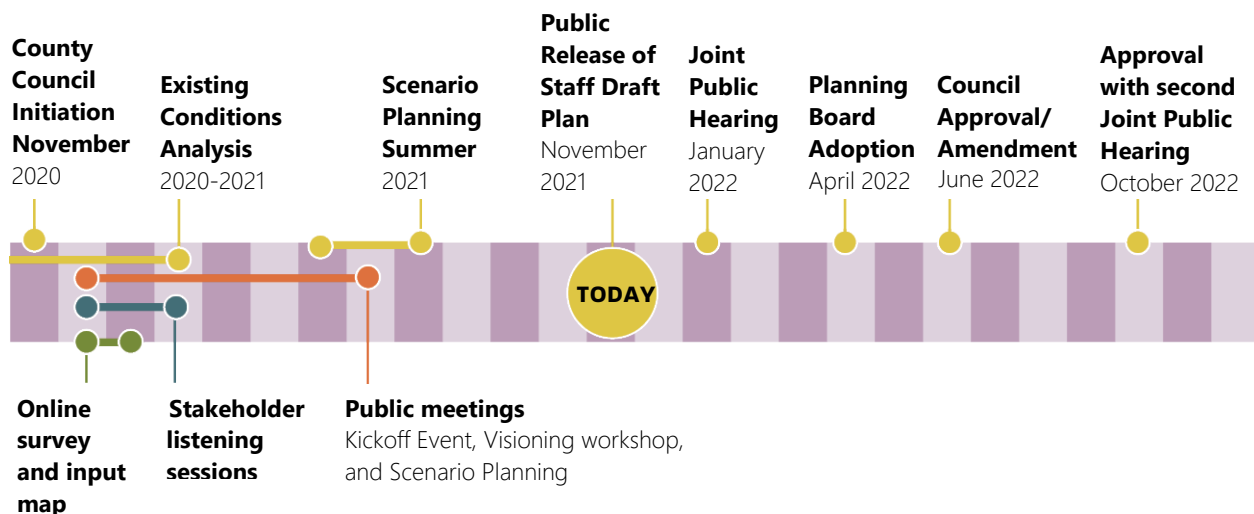 County
Council
Initiation
November
2020
Existing
Conditions
Analysis
2020-2021
Scenario
Planning
Summer
2021
Public
Release of
Staff Draft
Plan
November
2021
Joint
Public
Hearing
January
2022
Planning
Board
Adoption
April 2022
Council
Approval/
Amendment
June 2022
Approval
with second
Joint Public
Hearing
October 2022
TODAY
Online
survey
and input
map
Stakeholder
listening
sessions
Public meetings
Kickoff Event, Visioning workshop,
and Scenario Planning